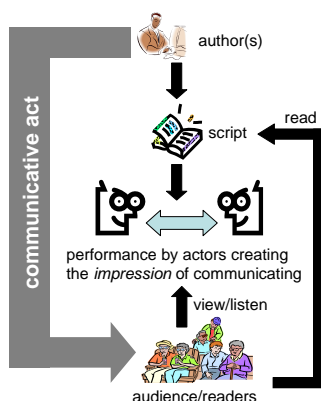 author(s)
communicative act
script
read
performance by actors creating
the impression of communicating
view/listen
audience/readers